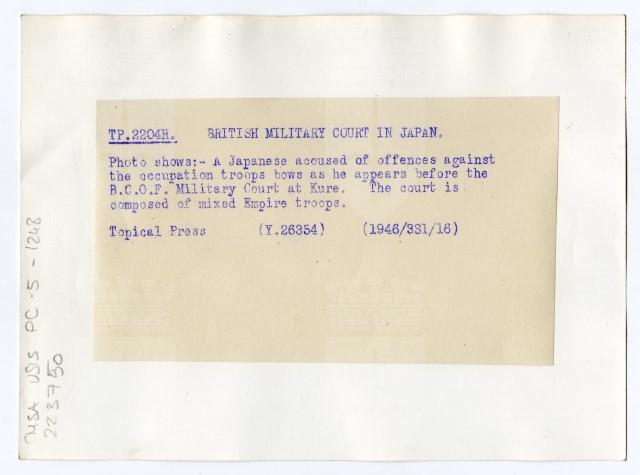 TP.2204H. BRITISH MILITARY COURT IN JAPAN.
Photo shows:- A Japanese accused of offences against
the occupation troops bows as he appears before the
B.C.O.F. Military Court at Kure. The court is
composed of mixed Empire troops.
Topical Press (Y.26354) (1946/331/16)
USIS PC-5-1248
223750